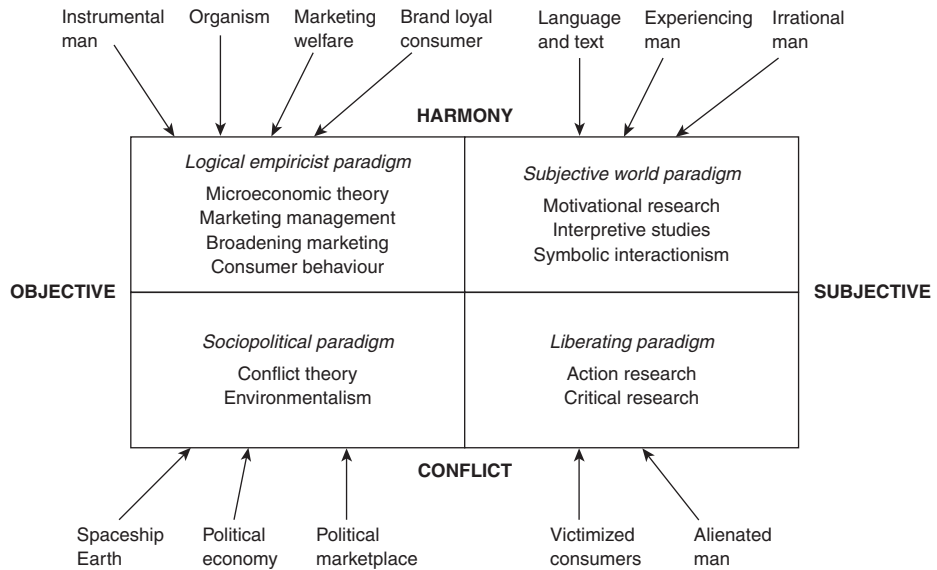 Instrumental
man
Organism
Marketing
welfare
Brand loyal
consumer
Language
and text
Experiencing
man
Irrational
man
HARMONY
Logical empiricist paradigm
Microeconomic theory
Marketing management
Broadening marketing
Consumer behaviour
Subjective world paradigm
Motivational research
Interpretive studies
Symbolic interactionism
OBJECTIVE
SUBJECTIVE
Sociopolitical paradigm
Conflict theory
Environmentalism
Liberating paradigm
Action research
Critical research
CONFLICT
Spaceship
Earth
Political
economy
Political
marketplace
Victimized
consumers
Alienated
man